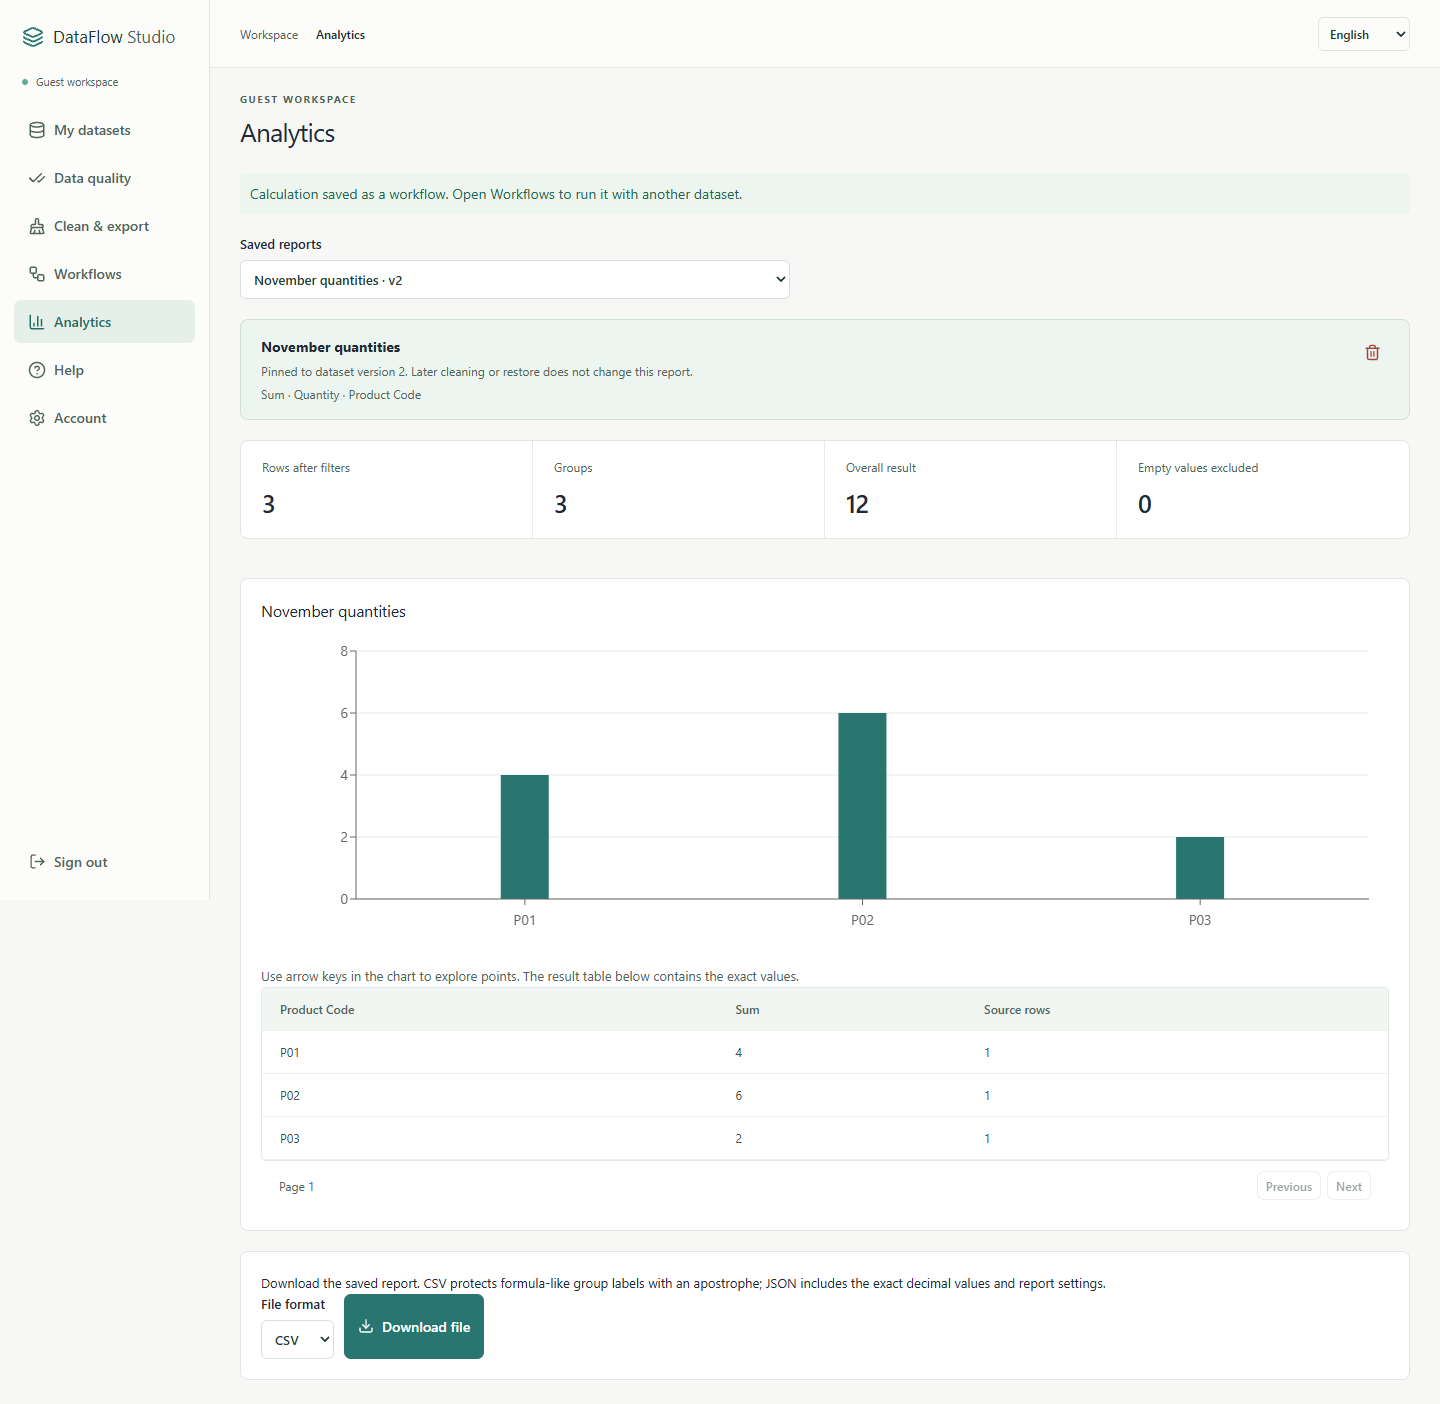 DataFlow Studio
Guest workspace
My datasets
Data quality
Clean & export
Workflows
Analytics
Help
Account
Sign out
Workspace
Analytics
English
GUEST WORKSPACE
Analytics
Calculation saved as a workflow. Open Workflows to run it with another dataset.
Saved reports
November quantities · v2
November quantities
Pinned to dataset version 2. Later cleaning or restore does not change this report.
Sum · Quantity · Product Code
Rows after filters
3
Groups
3
Overall result
12
Empty values excluded
0
November quantities
8
6
4
2
0
P01
P02
P03
Use arrow keys in the chart to explore points. The result table below contains the exact values.
Product Code Sum Source rows
P01 4 1
P02 6 1
P03 2 1
Page 1
Previous
Next
Download the saved report. CSV protects formula-like group labels with an apostrophe; JSON includes the exact decimal values and report settings.
File format
CSV
Download file